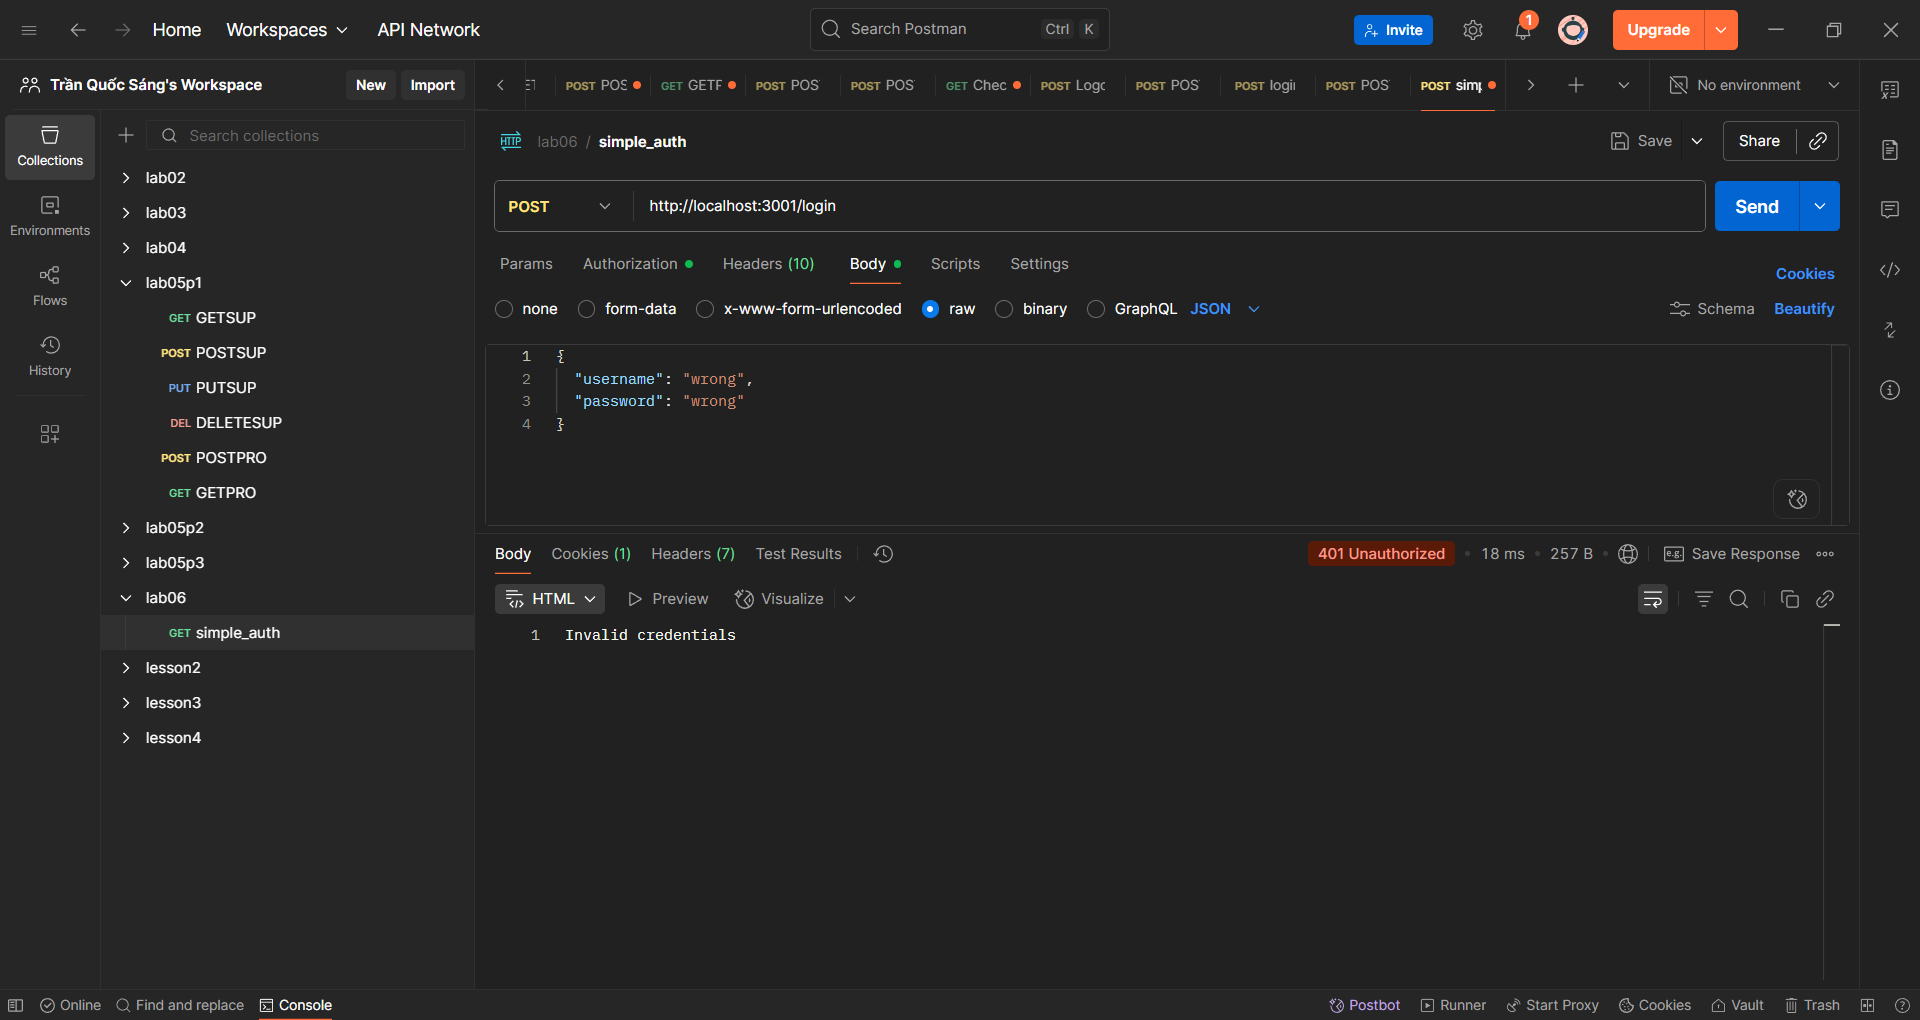 Home Workspaces API Network Search Postman Ctrl K Invite 1 Upgrade
Trần Quốc Sáng's Workspace New Import
POST POS GET GETF POST POS POST POS GET Chec POST Logo POST POS POST login POST POS POST simp No environment
Collections
Environments
Flows
History
Search collections
lab02
lab03
lab04
lab05p1
GET GETSUP
POST POSTSUP
PUT PUTSUP
DEL DELETESUP
POST POSTPRO
GET GETPRO
lab05p2
lab05p3
lab06
GET simple_auth
lesson2
lesson3
lesson4
HTTP lab06 / simple_auth Save Share
POST http://localhost:3001/login Send
Params Authorization Headers (10) Body Scripts Settings Cookies
none form-data x-www-form-urlencoded raw binary GraphQL JSON Schema Beautify
1 {
2 "username": "wrong",
3 "password": "wrong"
4 }
Body Cookies (1) Headers (7) Test Results 401 Unauthorized • 18 ms • 257 B • e.g. Save Response
HTML Preview Visualize
1 Invalid credentials
Online Find and replace Console Postbot Runner Start Proxy Cookies Vault Trash